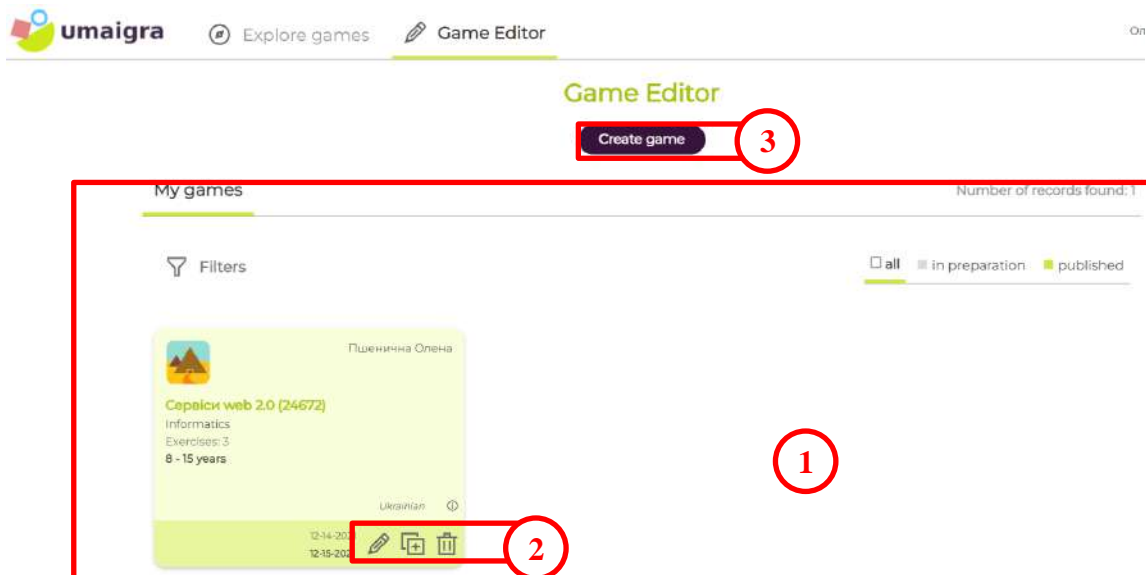 umaigra Explore games Game Editor
Game Editor
Create game
3
My games Number of records found: 1
Filters all in preparation published
Пшенична Олена
Сервіси web 2.0 (24672)
Informatics
Exercises: 3
8 - 15 years
1
Ukrainian
2